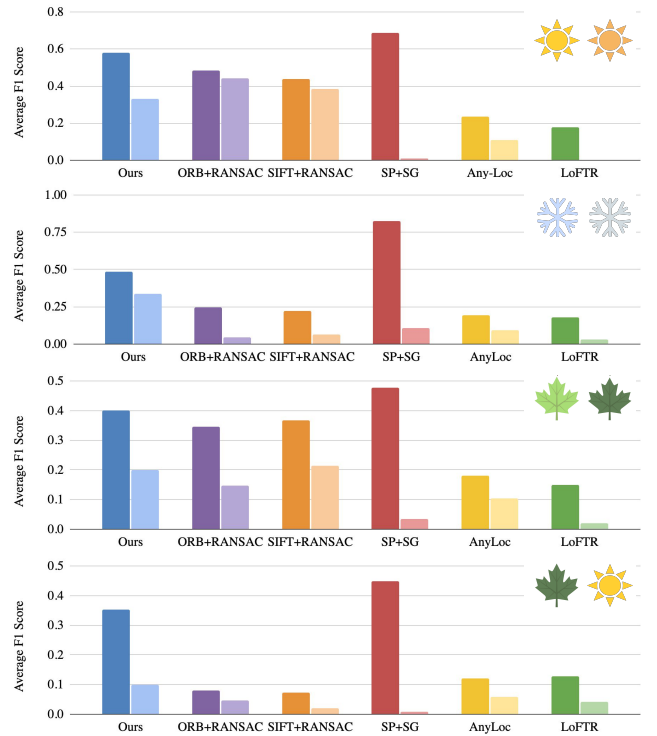 0.8
0.6
0.4
0.2
0.0
Average F1 Score
Ours ORB+RANSAC SIFT+RANSAC SP+SG Any-Loc LoFTR
1.00
0.75
0.50
0.25
0.00
Average F1 Score
Ours ORB+RANSAC SIFT+RANSAC SP+SG AnyLoc LoFTR
0.5
0.4
0.3
0.2
0.1
0.0
Average F1 Score
Ours ORB+RANSAC SIFT+RANSAC SP+SG AnyLoc LoFTR
0.5
0.4
0.3
0.2
0.1
0.0
Average F1 Score
Ours ORB+RANSAC SIFT+RANSAC SP+SG AnyLoc LoFTR